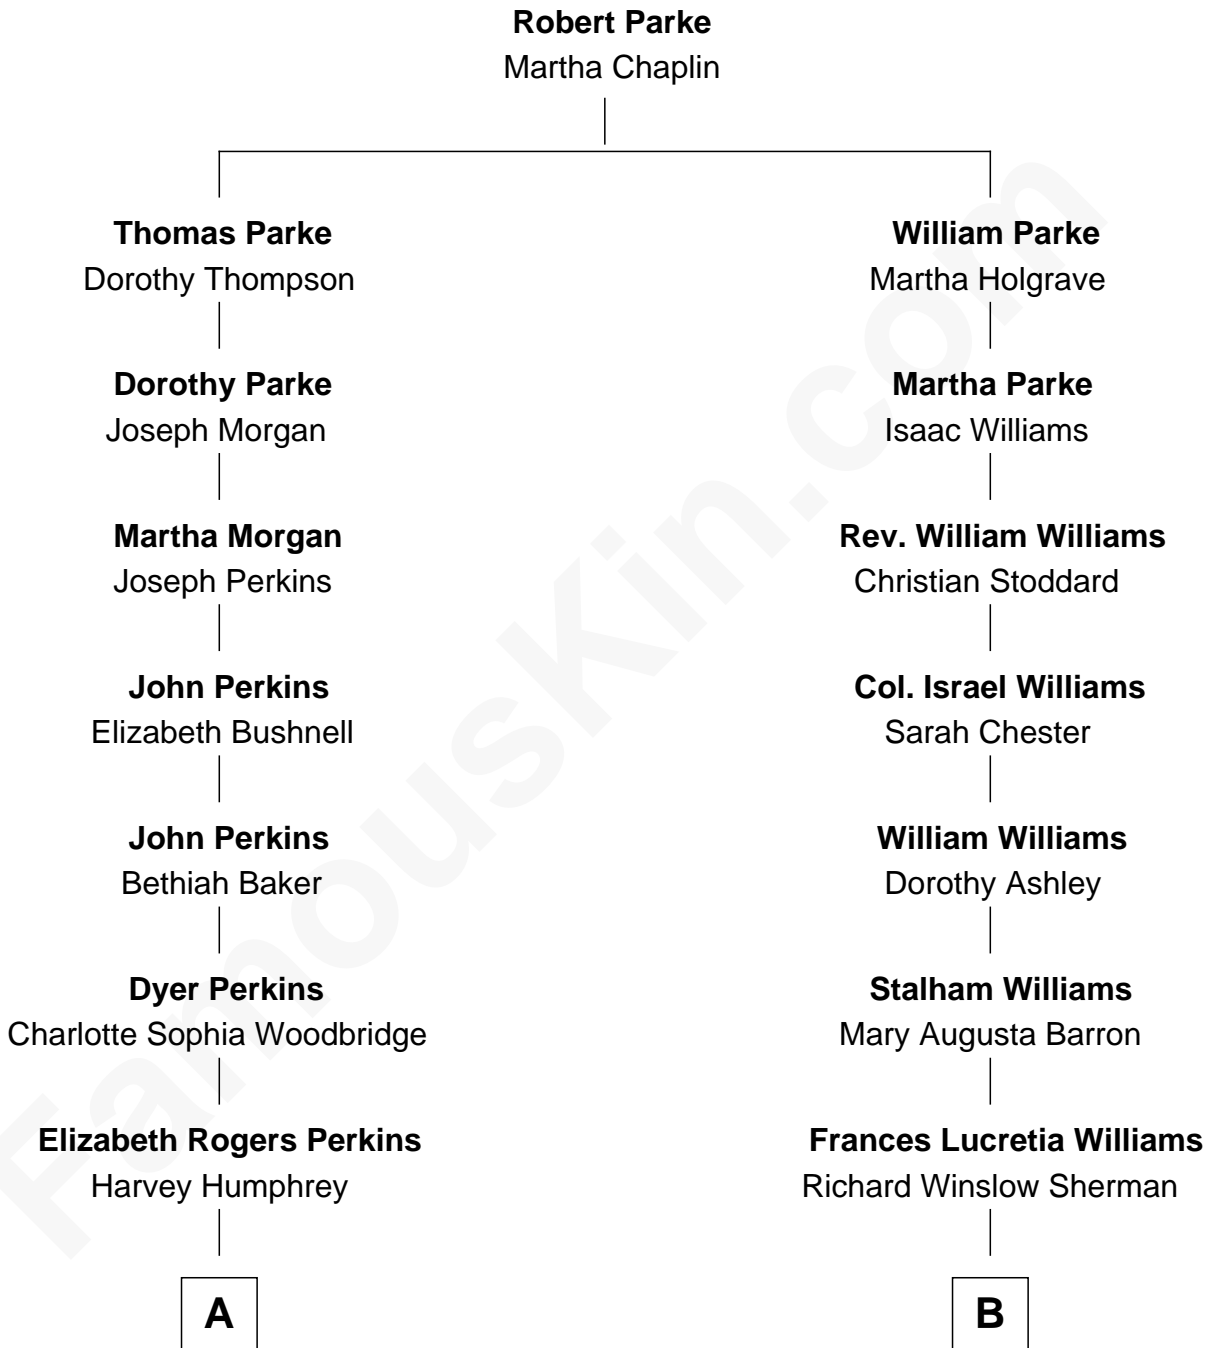 Robert Parke
Martha Chaplin
Thomas Parke
Dorothy Thompson
William Parke
Martha Holgrave
Dorothy Parke
Joseph Morgan
Martha Parke
Isaac Williams
Martha Morgan
Joseph Perkins
Rev. William Williams
Christian Stoddard
John Perkins
Elizabeth Bushnell
Col. Israel Williams
Sarah Chester
John Perkins
Bethiah Baker
William Williams
Dorothy Ashley
Dyer Perkins
Charlotte Sophia Woodbridge
Stalham Williams
Mary Augusta Barron
Elizabeth Rogers Perkins
Harvey Humphrey
Frances Lucretia Williams
Richard Winslow Sherman
A
B
FamousKin.com